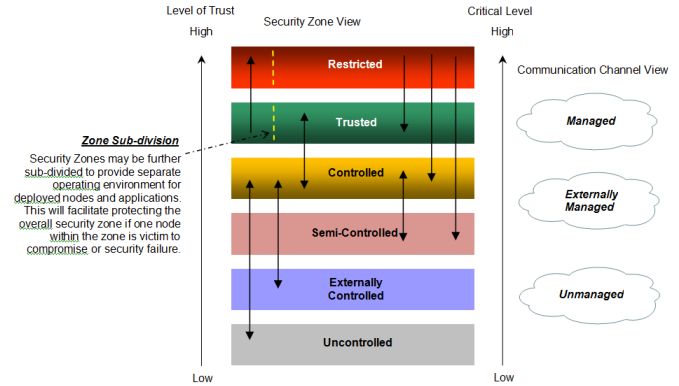 Level of Trust
Security Zone View
Critical Level
High
High
Restricted
Communication Channel View
Trusted
Managed
Zone Sub-division
Security Zones may be further
sub-divided to provide separate
operating environment for
deployed nodes and applications.
This will facilitate protecting the
overall security zone if one node
within the zone is victim to
compromise or security failure.
Controlled
Externally
Managed
Semi-Controlled
Externally
Controlled
Unmanaged
Uncontrolled
Low
Low